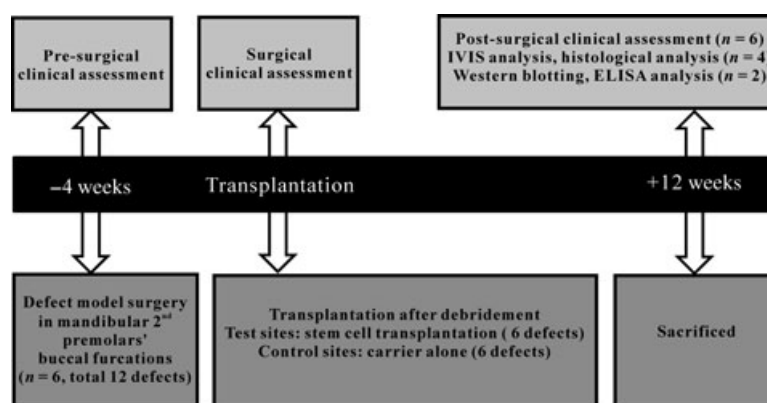 Pre-surgical
clinical assessment
Surgical
clinical assessment
Post-surgical clinical assessment (n = 6)
IVIS analysis, histological analysis (n = 4
Western blotting, ELISA analysis (n = 2)
–4 weeks
Transplantation
+12 weeks
Defect model surgery
in mandibular 2nd
premolars'
buccal furcations
(n = 6, total 12 defects)
Transplantation after debridement
Test sites: stem cell transplantation ( 6 defects)
Control sites: carrier alone (6 defects)
Sacrificed